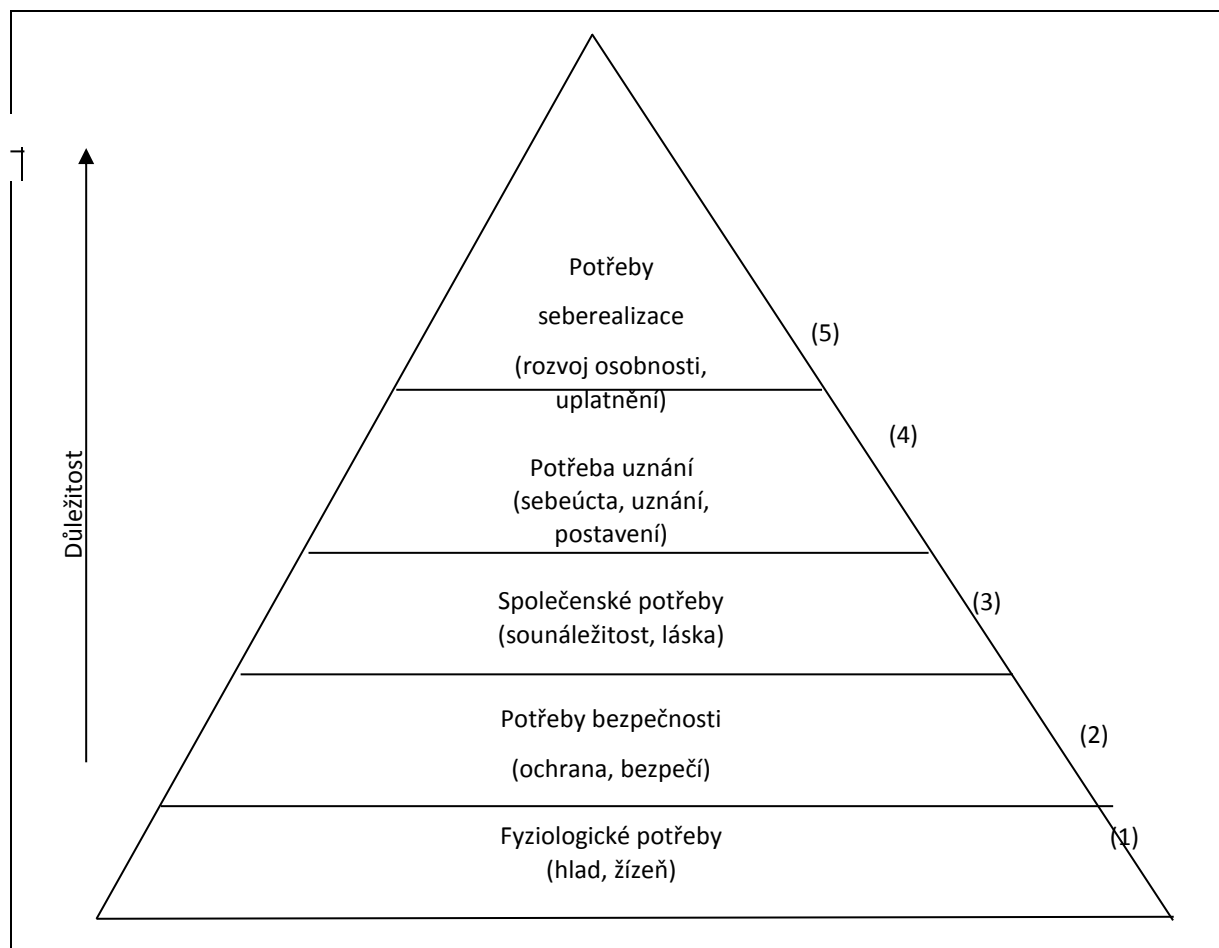 Potřeby
seberealizace
(5)
(rozvoj osobnosti,
uplatnění)
(4)
Potřeba uznání
(sebeúcta, uznání,
postavení)
Důležitost
Společenské potřeby
(3)
(sounáležitost, láska)
Potřeby bezpečnosti
(2)
(ochrana, bezpečí)
Fyziologické potřeby
(1)
(hlad, žízeň)